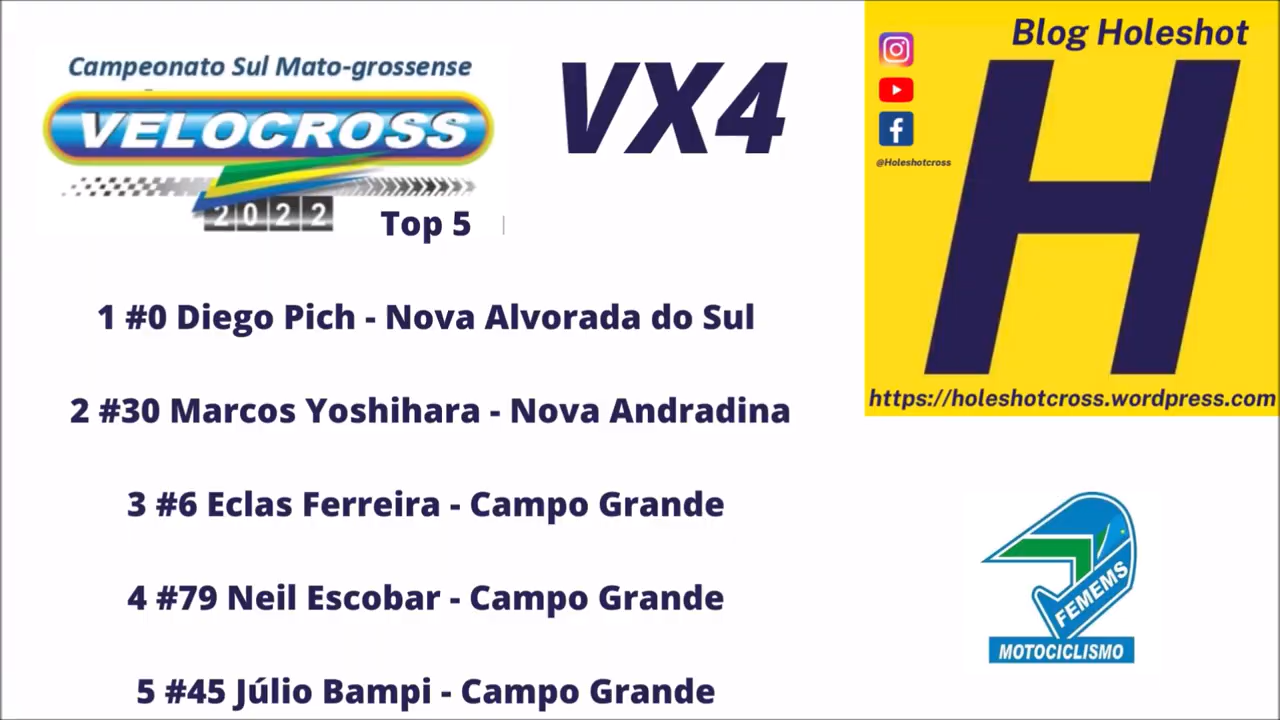 Campeonato Sul Mato-grossense
VELOCROSS
2022
VX4
Top 5
1 #0 Diego Pich - Nova Alvorada do Sul
2 #30 Marcos Yoshihara - Nova Andradina
3 #6 Eclas Ferreira - Campo Grande
4 #79 Neil Escobar - Campo Grande
5 #45 Júlio Bampi - Campo Grande
Blog Holeshot
@Holeshotcross
H
https://holeshotcross.wordpress.com
FEMEMS
MOTOCICLISMO